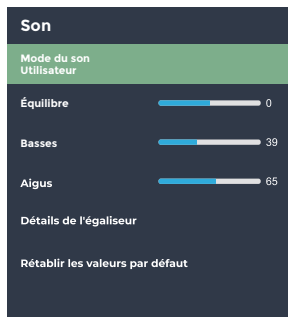 Son
Mode du son
Utilisateur
Équilibre 0
Basses 39
Aigus 65
Détails de l'égaliseur
Rétablir les valeurs par défaut